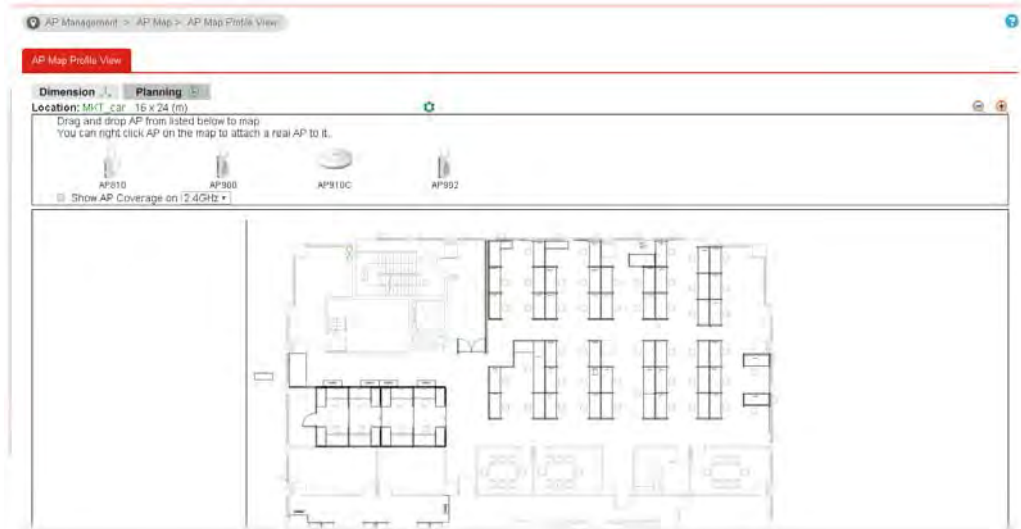 AP Management > AP Map > AP Map Profile View
AP Map Profile View
Dimension Planning
Location: MKT_car 16 x 24 (m)
Drag and drop AP from listed below to map
You can right click AP on the map to attach a real AP to it.
AP810 AP900 AP910C AP902
Show AP Coverage on 2.4GHz